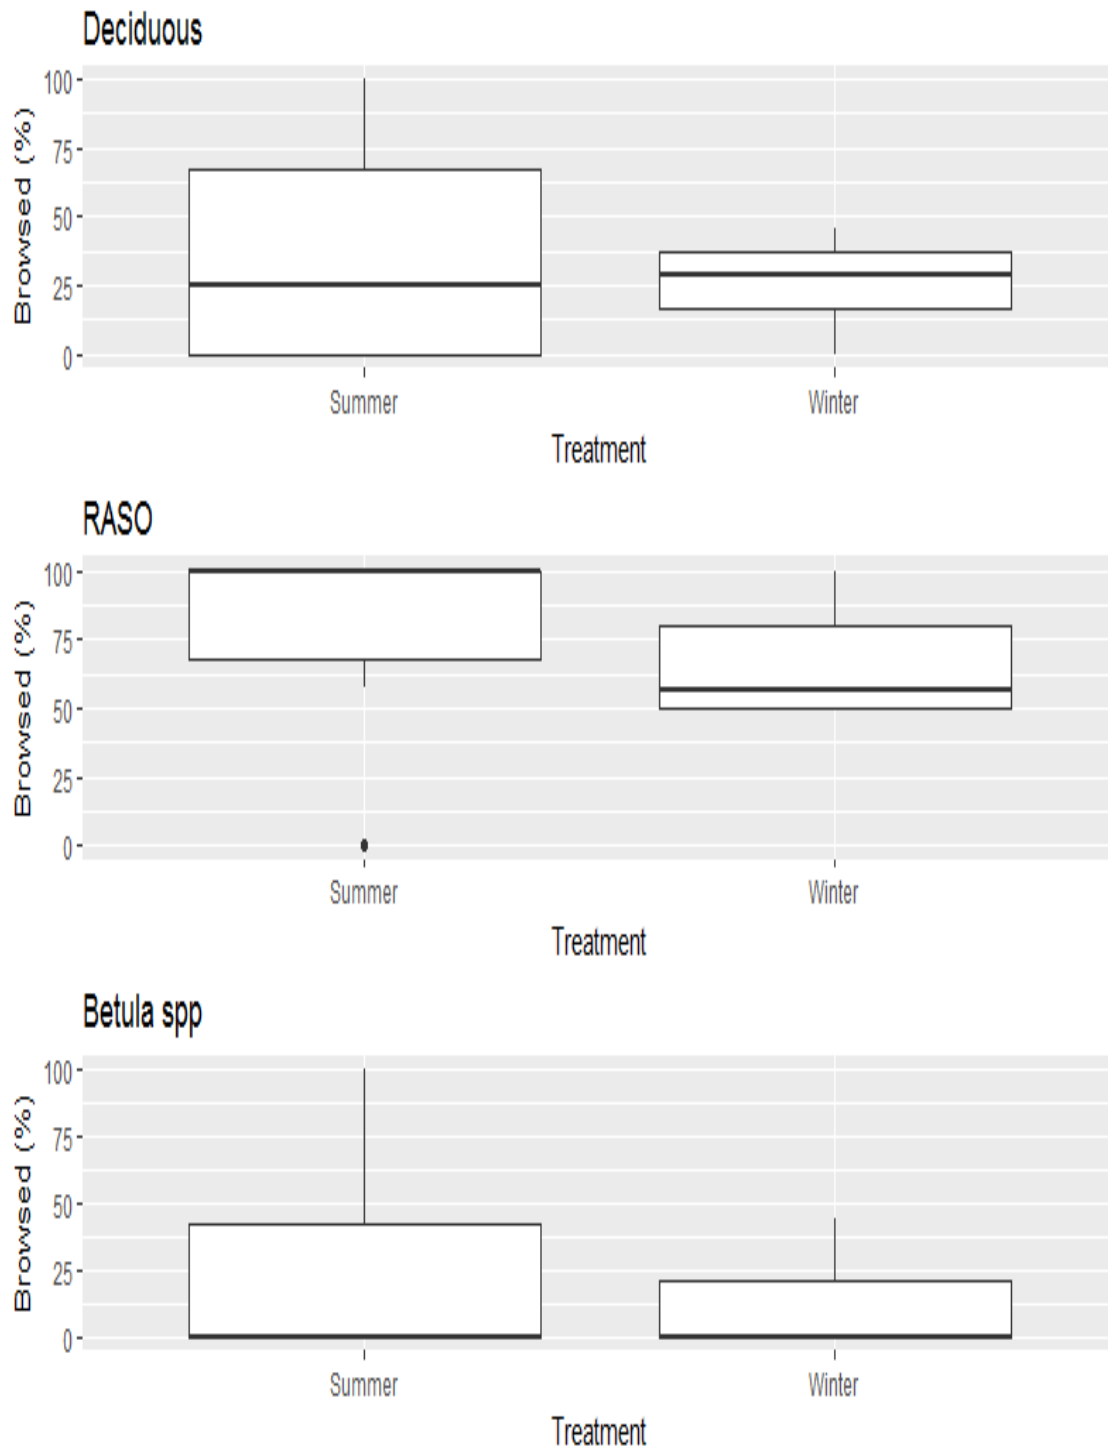 Deciduous
Browsed (%)
100
75
50
25
0
Summer Winter
Treatment
RASO
Browsed (%)
100
75
50
25
0
Summer Winter
Treatment
Betula spp
Browsed (%)
100
75
50
25
0
Summer Winter
Treatment